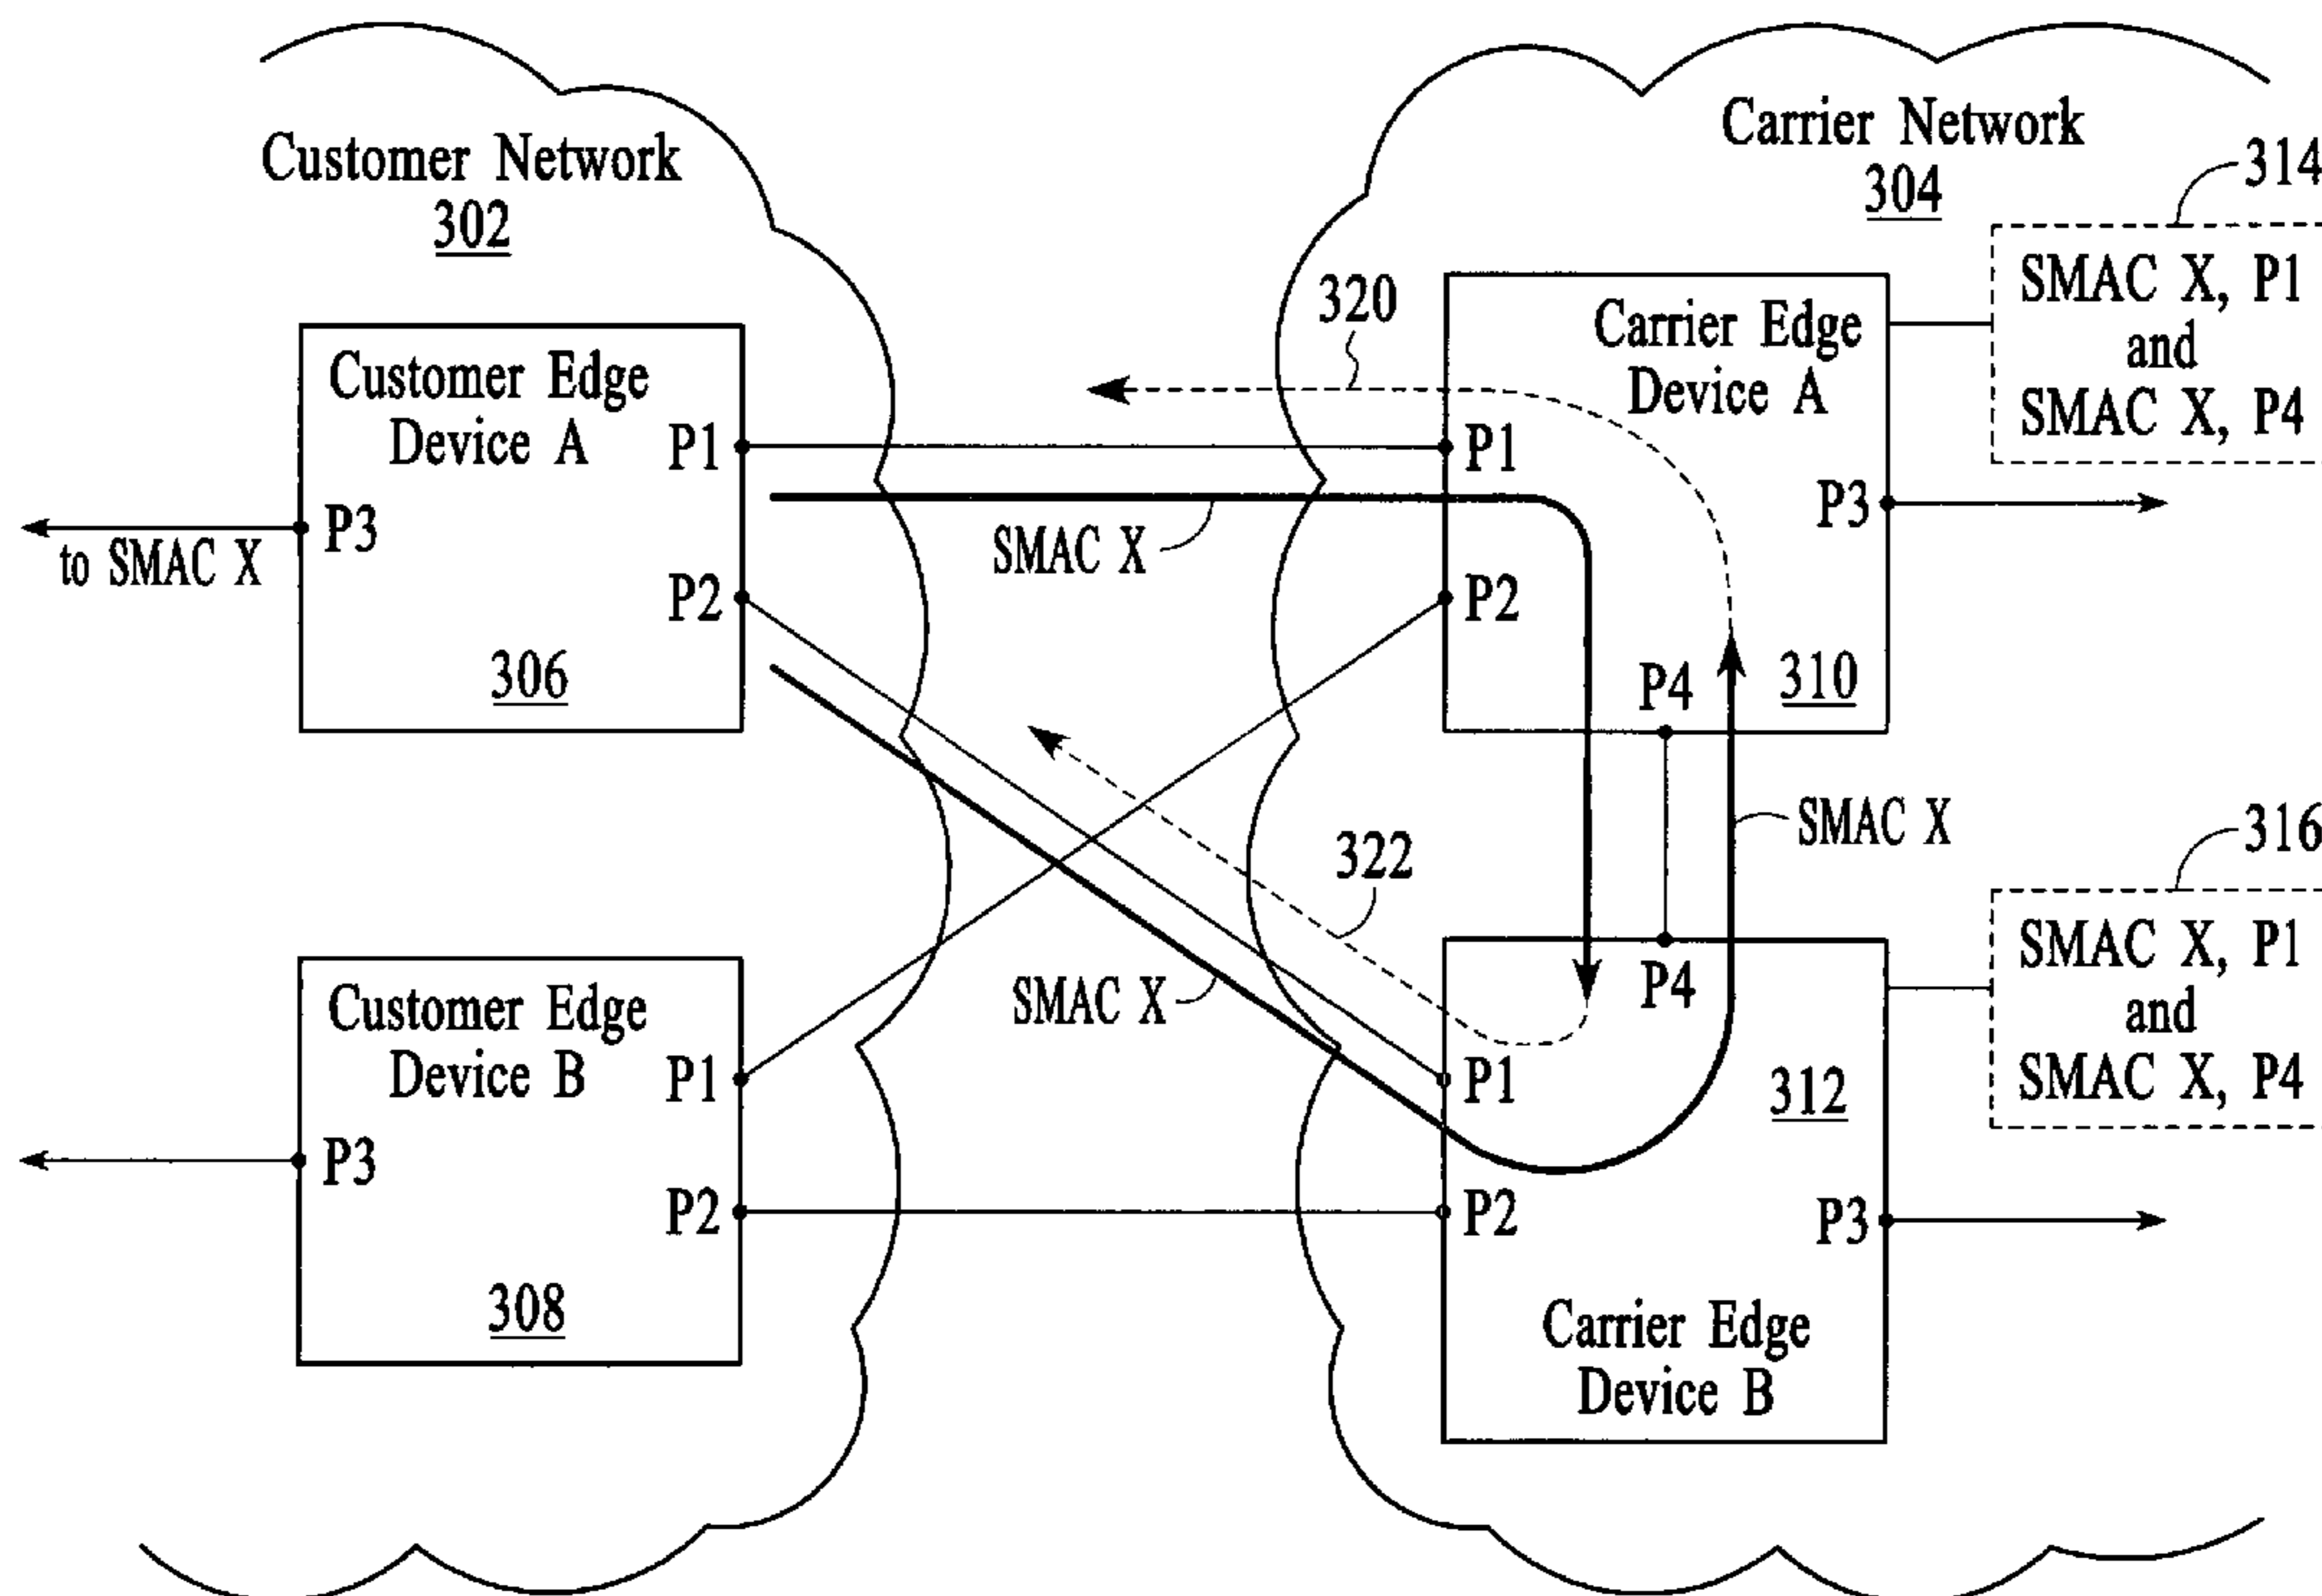 Customer Network
302
Carrier Network
304
314
SMAC X, P1
and
SMAC X, P4
320
Customer Edge
Device A
P1
P3
P2
306
to SMAC X
Carrier Edge
Device A
P1
P3
P2
P4
310
SMAC X
SMAC X
322
SMAC X
316
SMAC X, P1
and
SMAC X, P4
Customer Edge
Device B
P1
P3
P2
308
P4
P1
312
P2
P3
Carrier Edge
Device B